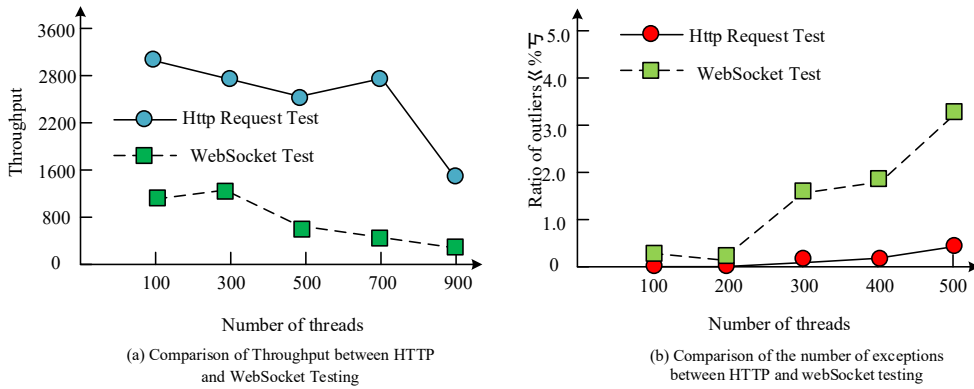 3600
2800
2200
1600
800
0
Throughput
Http Request Test
WebSocket Test
100 300 500 700 900
Number of threads
(a) Comparison of Throughput between HTTP
and WebSocket Testing
5.0
4.0
3.0
2.0
1.0
0
Ratio of outliers《%
Http Request Test
WebSocket Test
100 200 300 400 500
Number of threads
(b) Comparison of the number of exceptions
between HTTP and webSocket testing